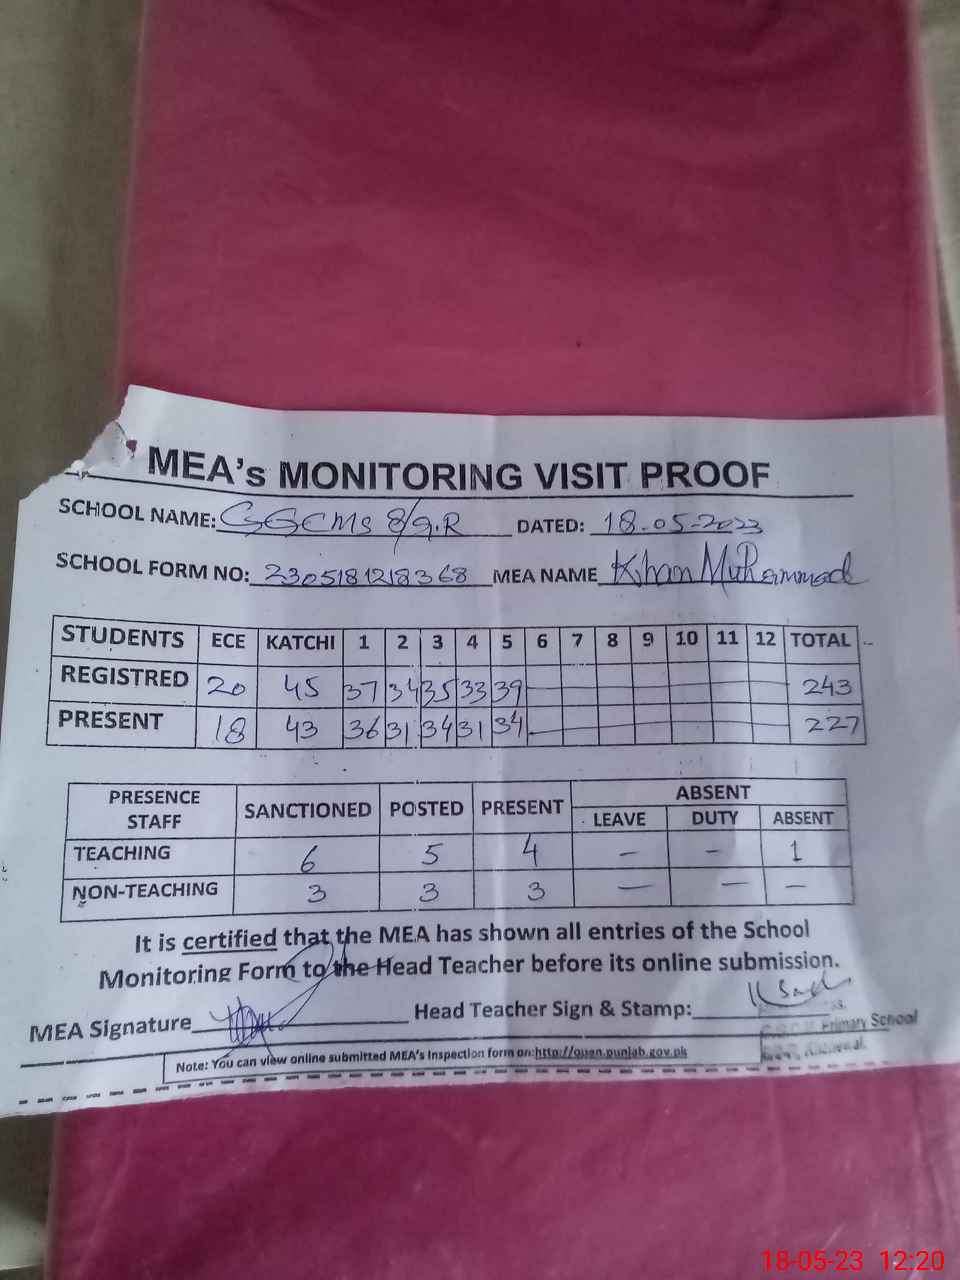 MEA's MONITORING VISIT PROOF
SCHOOL NAME: GGCMS 8/9.R DATED: 18.05-2023
SCHOOL FORM NO: 2305181218368 MEA NAME Khan Muhammad
STUDENTS ECE KATCHI 1 2 3 4 5 6 7 8 9 10 11 12 TOTAL
REGISTRED 20 45 37 34 35 33 39 243
PRESENT 18 43 36 31 34 31 34 227
PRESENCE STAFF SANCTIONED POSTED PRESENT ABSENT
LEAVE DUTY ABSENT
TEACHING 6 5 4 — — 1
NON-TEACHING 3 3 3 — — —
It is certified that the MEA has shown all entries of the School
Monitoring Form to the Head Teacher before its online submission.
MEA Signature Head Teacher Sign & Stamp:
Primary School
Note: You can view online submitted MEA's Inspection form on:http://open.punjab.gov.pk
18-05-23 12:20